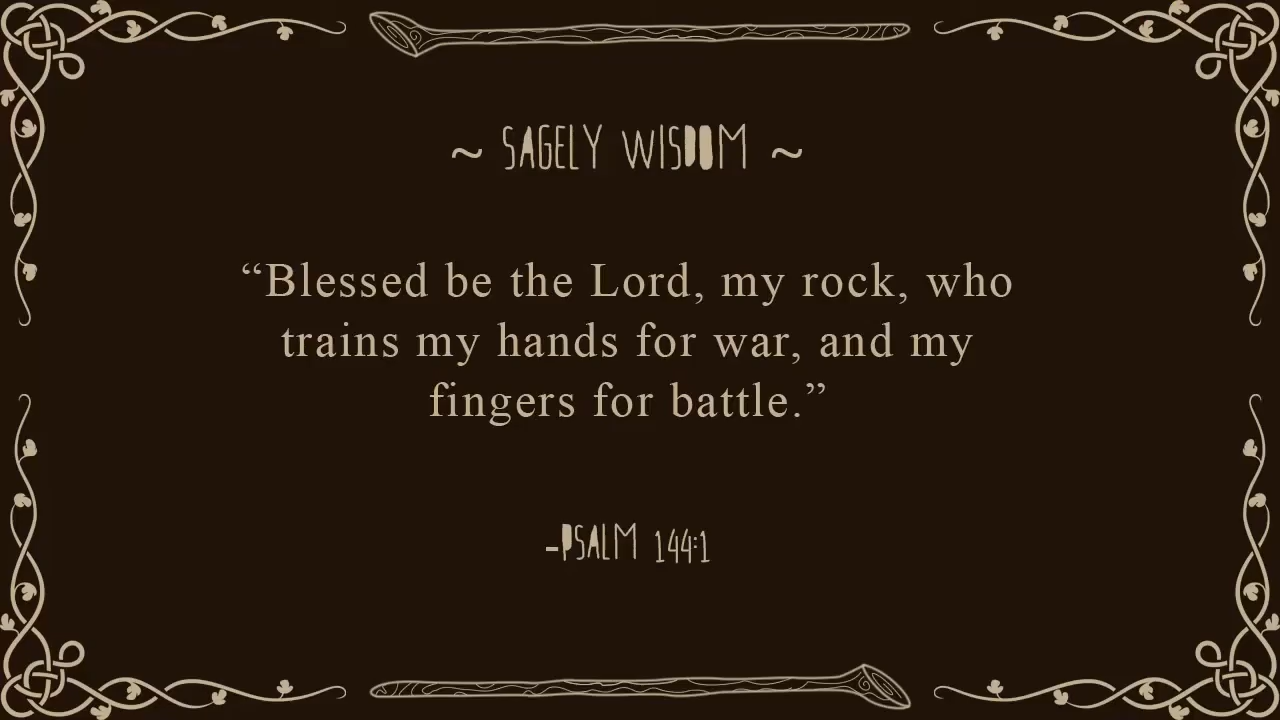 ~ SAGELY WISDOM ~
“Blessed be the Lord, my rock, who
trains my hands for war, and my
fingers for battle.”
-PSALM 144:1